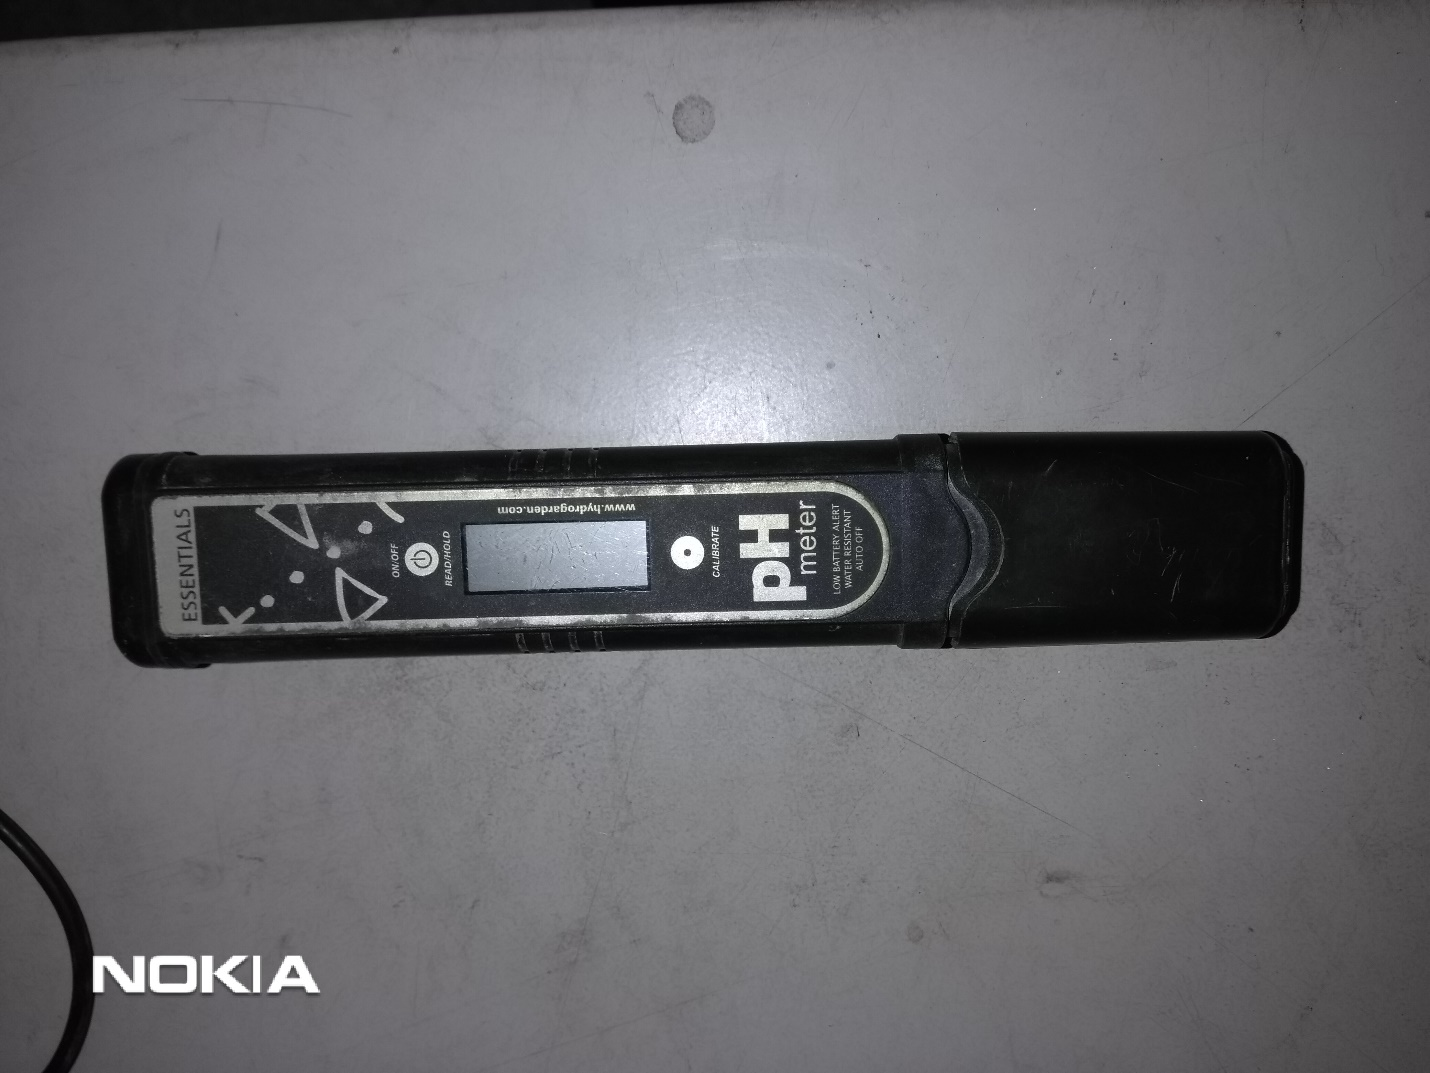 ESSENTIALS
ON/OFF
READ/HOLD
www.hydrogarden.com
CALIBRATE
pH
meter
LOW BATTERY ALERT
WATER RESISTANT
AUTO OFF
NOKIA